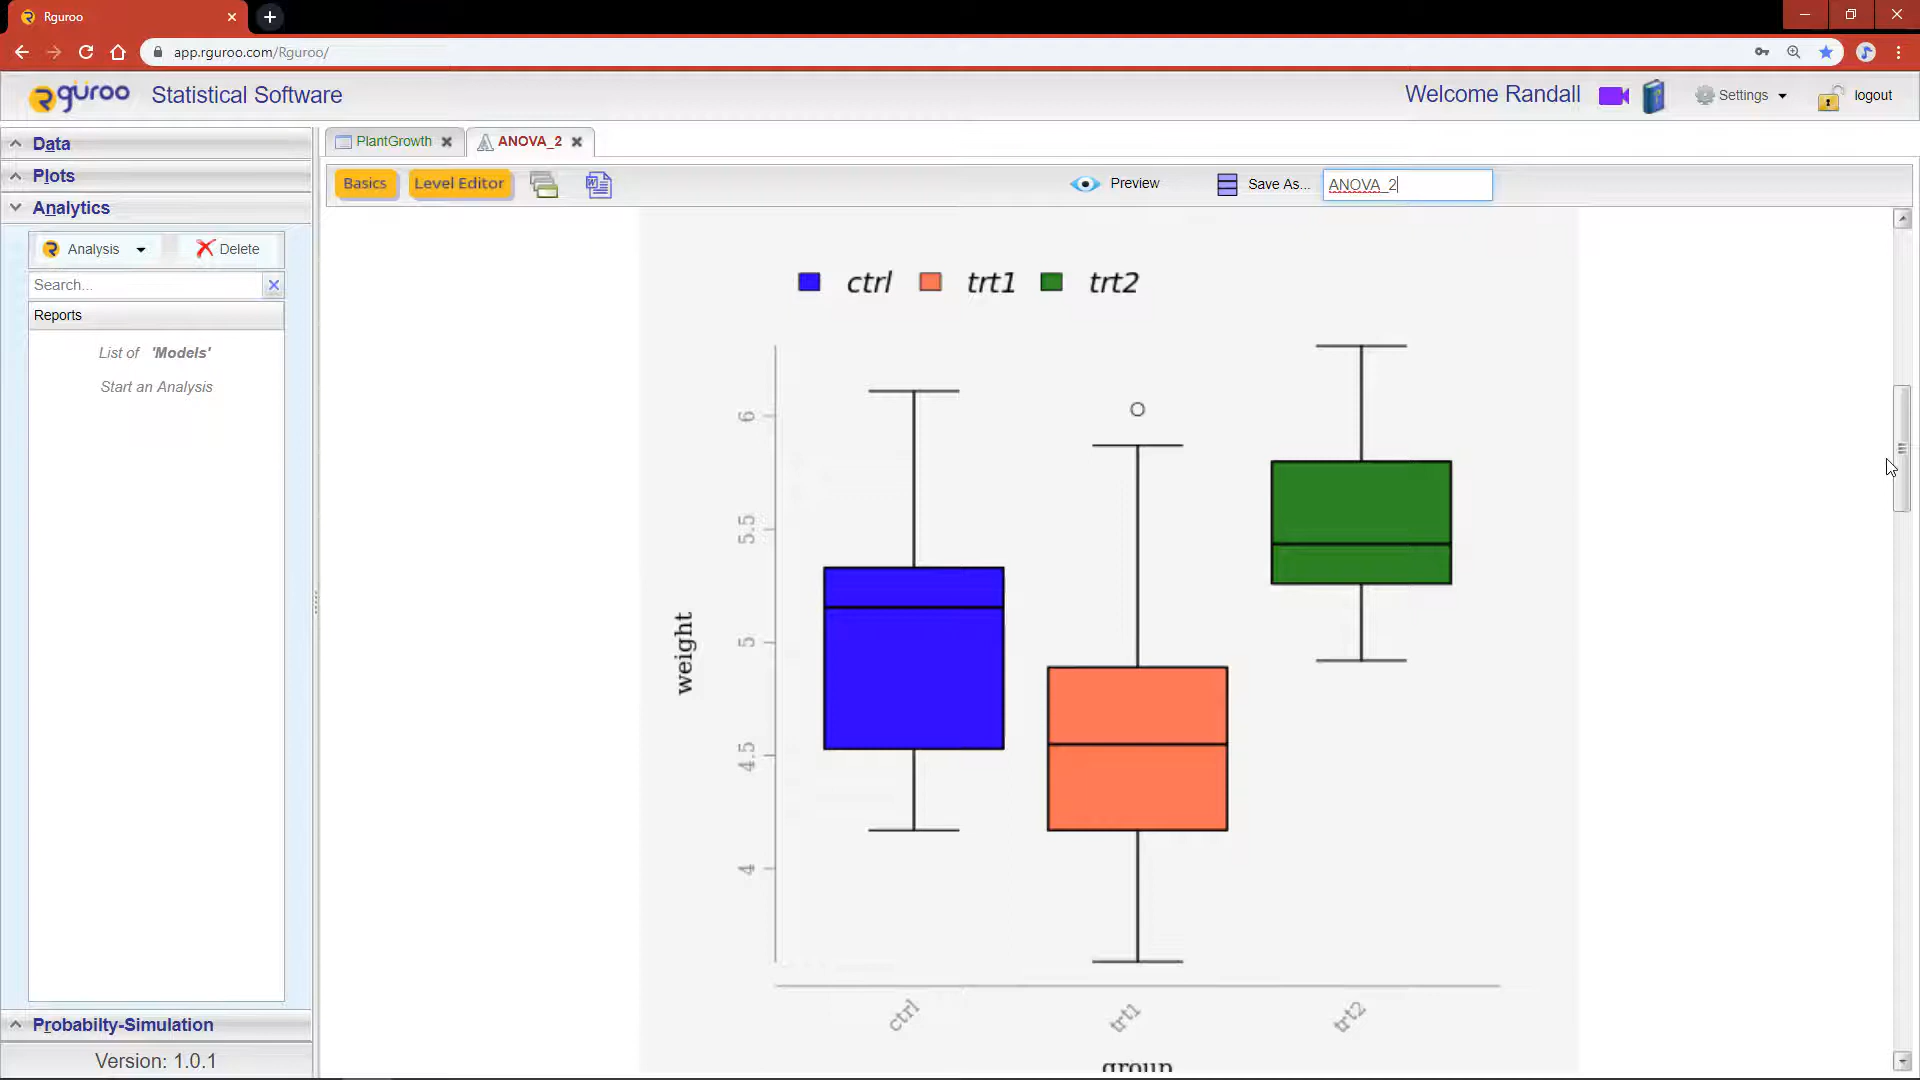 Rguroo
app.rguroo.com/Rguroo/
rguroo Statistical Software
Welcome Randall
Settings
logout
Data
Plots
Analytics
Analysis
Delete
Search...
Reports
List of 'Models'
Start an Analysis
Probabilty-Simulation
Version: 1.0.1
PlantGrowth
ANOVA_2
Basics
Level Editor
Preview
Save As...
ANOVA_2
ctrl trt1 trt2
6
5.5
5
4.5
4
weight
ctrl trt1 trt2
group